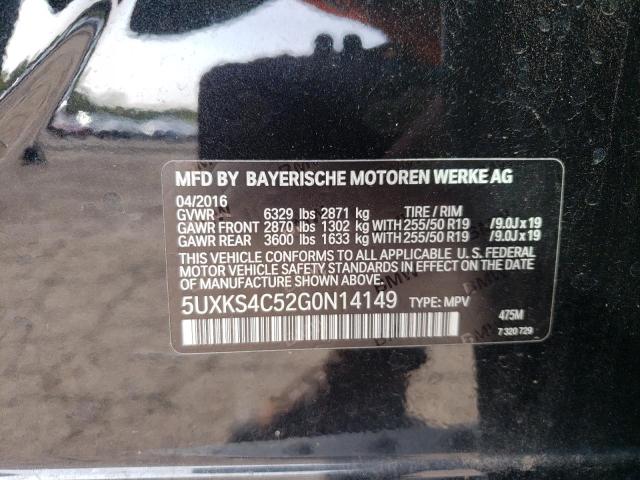 MFD BY BAYERISCHE MOTOREN WERKE AG
04/2016
GVWR 6329 lbs 2871 kg TIRE / RIM
GAWR FRONT 2870 lbs 1302 kg WITH 255/50 R19 /9.0J x 19
GAWR REAR 3600 lbs 1633 kg WITH 255/50 R19 /9.0J x 19
THIS VEHICLE CONFORMS TO ALL APPLICABLE U. S. FEDERAL
MOTOR VEHICLE SAFETY STANDARDS IN EFFECT ON THE DATE
OF MANUFACTURE SHOWN ABOVE.
5UXKS4C52G0N14149 TYPE: MPV
475M
7 320 729